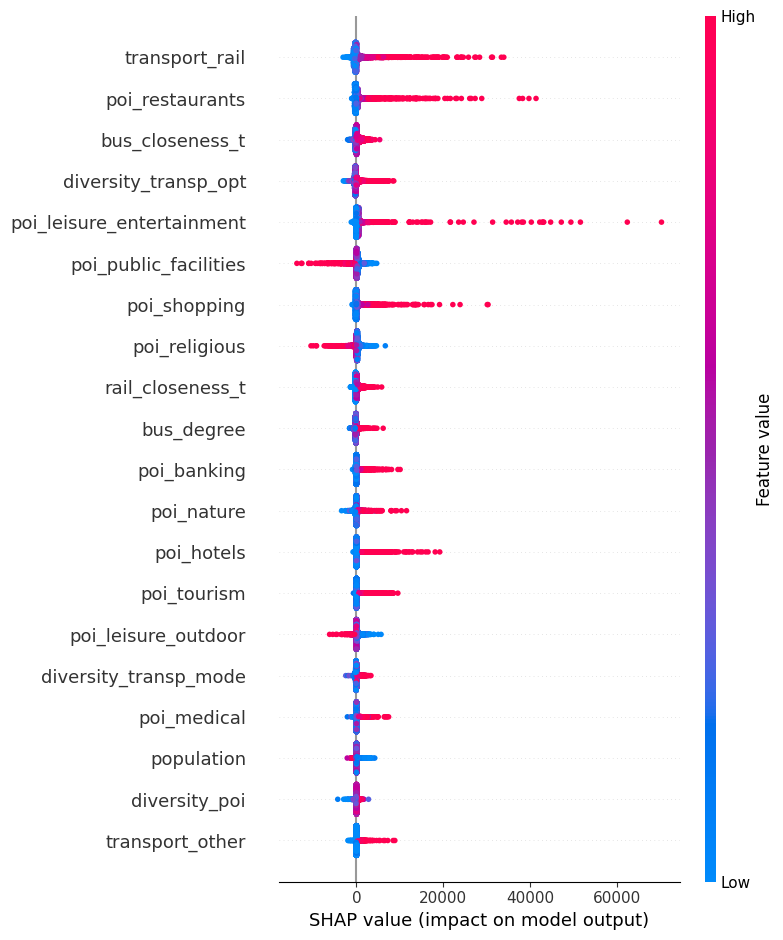 High
transport_rail
poi_restaurants
bus_closeness_t
diversity_transp_opt
poi_leisure_entertainment
poi_public_facilities
poi_shopping
poi_religious
rail_closeness_t
bus_degree
poi_banking
poi_nature
poi_hotels
poi_tourism
poi_leisure_outdoor
diversity_transp_mode
poi_medical
population
diversity_poi
transport_other
Feature value
Low
0 20000 40000 60000
SHAP value (impact on model output)